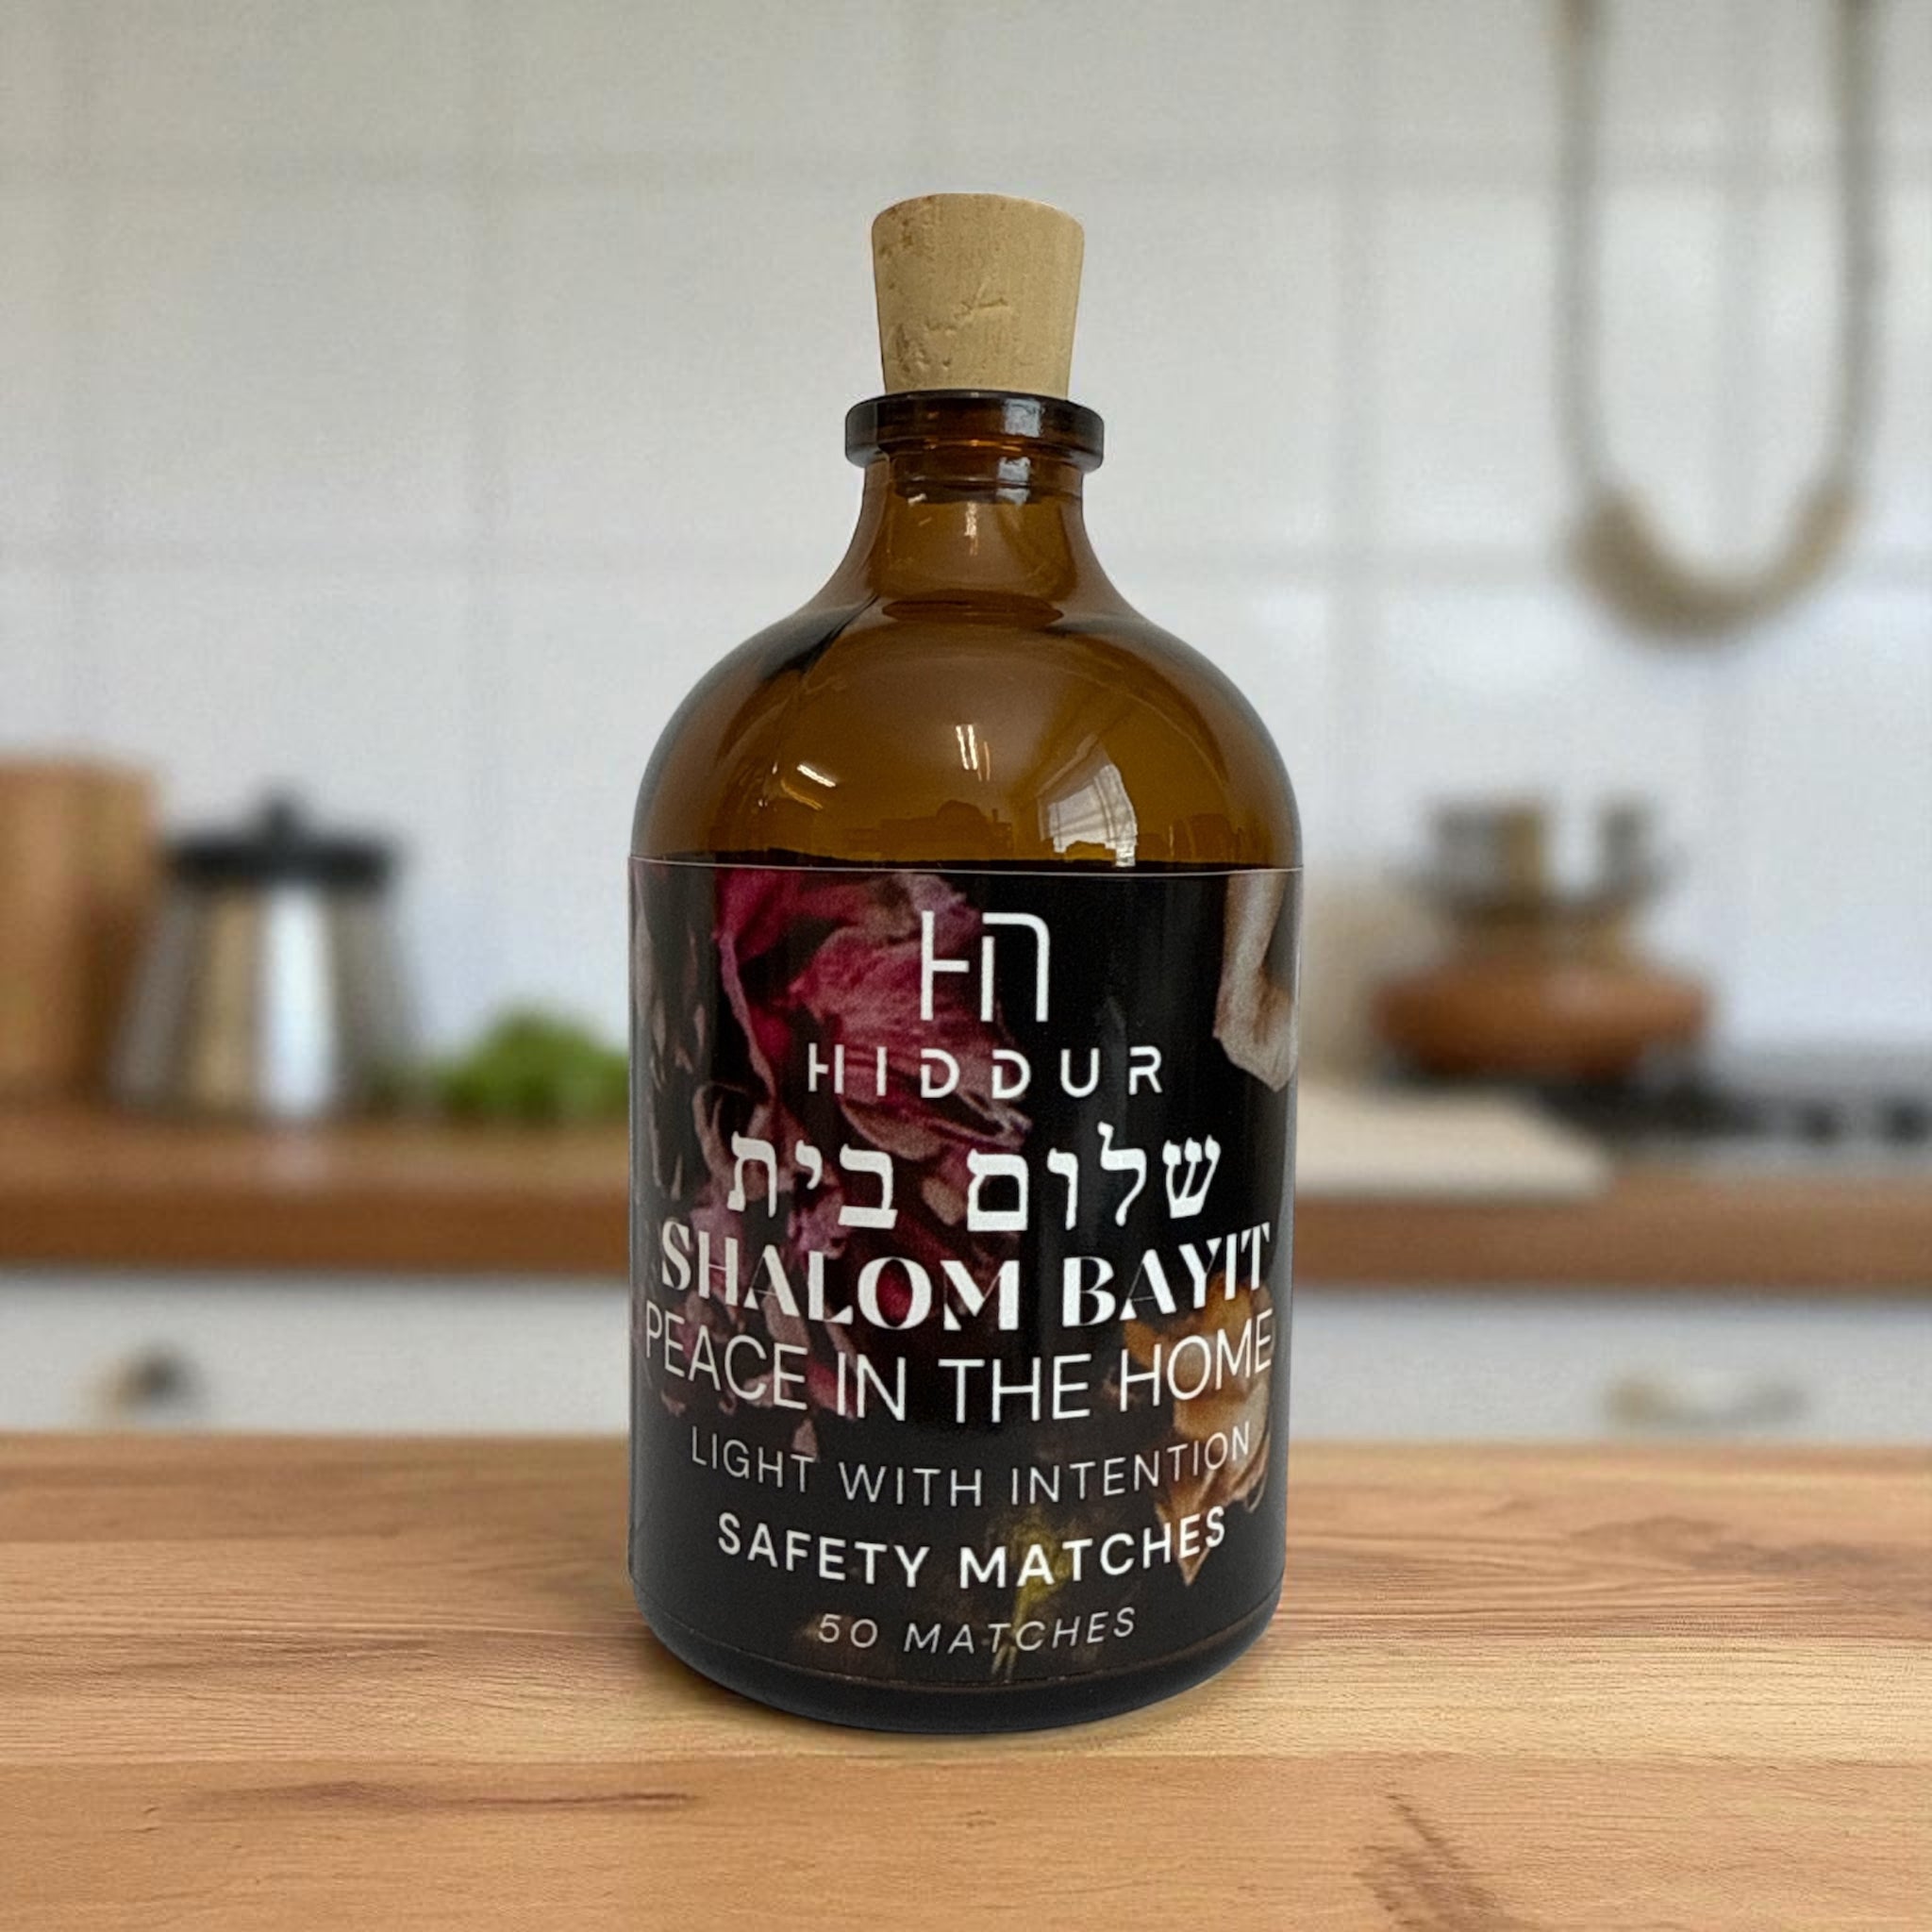 HIDDUR
שלום בית
SHALOM BAYIT
PEACE IN THE HOME
LIGHT WITH INTENTION
SAFETY MATCHES
50 MATCHES